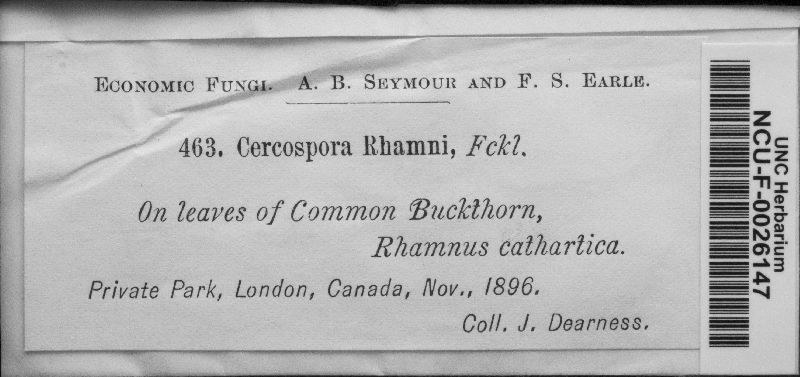 Economic Fungi. A. B. Seymour and F. S. Earle.
463. Cercospora Rhamni, Fckl.
On leaves of Common Buckthorn,
Rhamnus cathartica.
Private Park, London, Canada, Nov., 1896.
Coll. J. Dearness.
UNC Herbarium
NCU-F-0026147